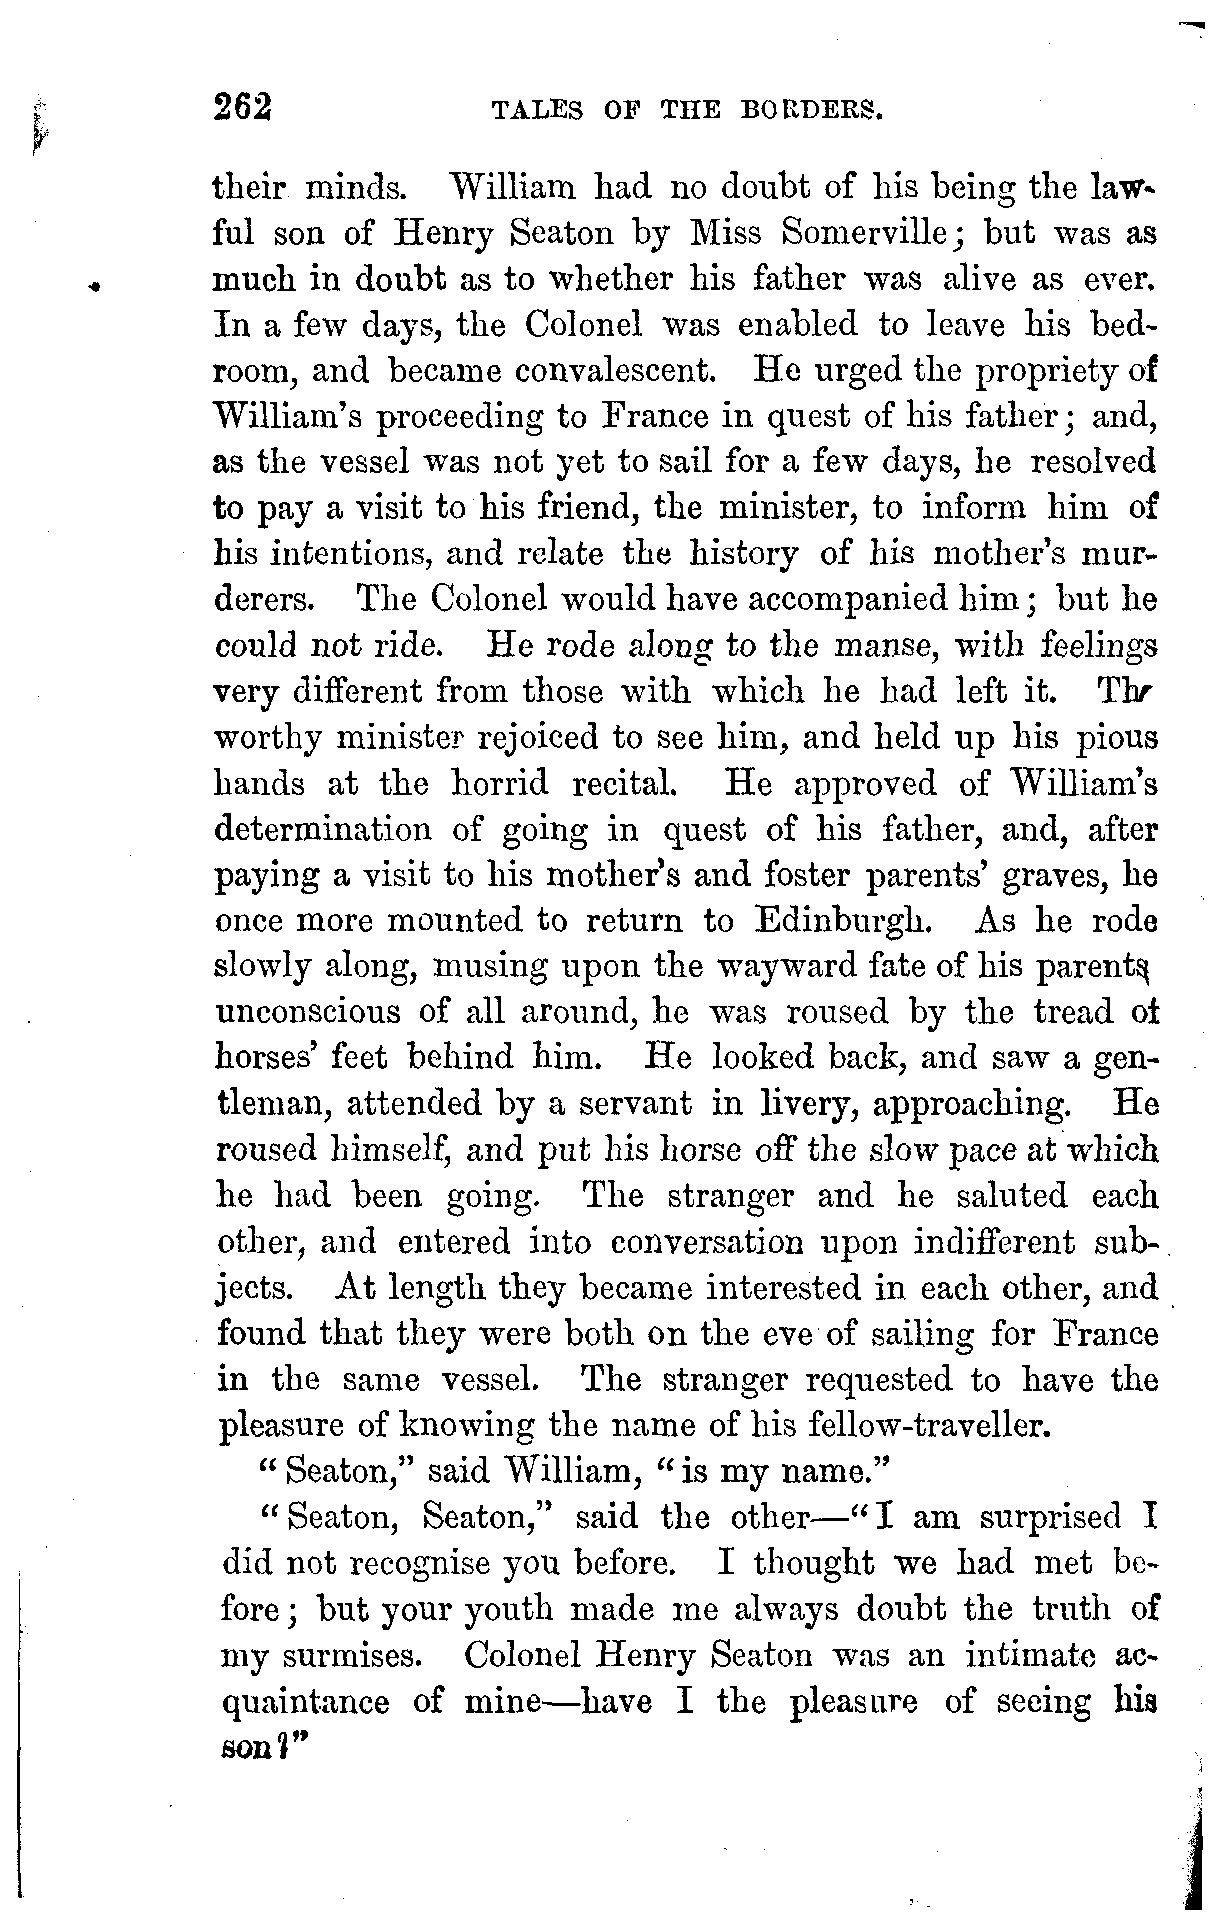 262 TALES OF THE BORDERS.
their minds. William had no doubt of his being the law-
ful son of Henry Seaton by Miss Somerville; but was as
much in doubt as to whether his father was alive as ever.
In a few days, the Colonel was enabled to leave his bed-
room, and became convalescent. He urged the propriety of
William's proceeding to France in quest of his father; and,
as the vessel was not yet to sail for a few days, he resolved
to pay a visit to his friend, the minister, to inform him of
his intentions, and relate the history of his mother's mur-
derers. The Colonel would have accompanied him; but he
could not ride. He rode along to the manse, with feelings
very different from those with which he had left it. The
worthy minister rejoiced to see him, and held up his pious
hands at the horrid recital. He approved of William's
determination of going in quest of his father, and, after
paying a visit to his mother's and foster parents' graves, he
once more mounted to return to Edinburgh. As he rode
slowly along, musing upon the wayward fate of his parents
unconscious of all around, he was roused by the tread of
horses' feet behind him. He looked back, and saw a gen-
tleman, attended by a servant in livery, approaching. He
roused himself, and put his horse off the slow pace at which
he had been going. The stranger and he saluted each
other, and entered into conversation upon indifferent sub-
jects. At length they became interested in each other, and
found that they were both on the eve of sailing for France
in the same vessel. The stranger requested to have the
pleasure of knowing the name of his fellow-traveller.
"Seaton," said William, "is my name."
"Seaton, Seaton," said the other—"I am surprised I
did not recognise you before. I thought we had met be-
fore; but your youth made me always doubt the truth of
my surmises. Colonel Henry Seaton was an intimate ac-
quaintance of mine—have I the pleasure of seeing his
son?"